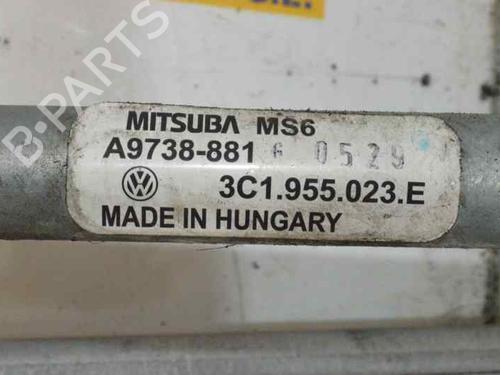 B-PARTS
MITSUBA MS6
A9738-881 6 0529
3C1.955.023.E
MADE IN HUNGARY